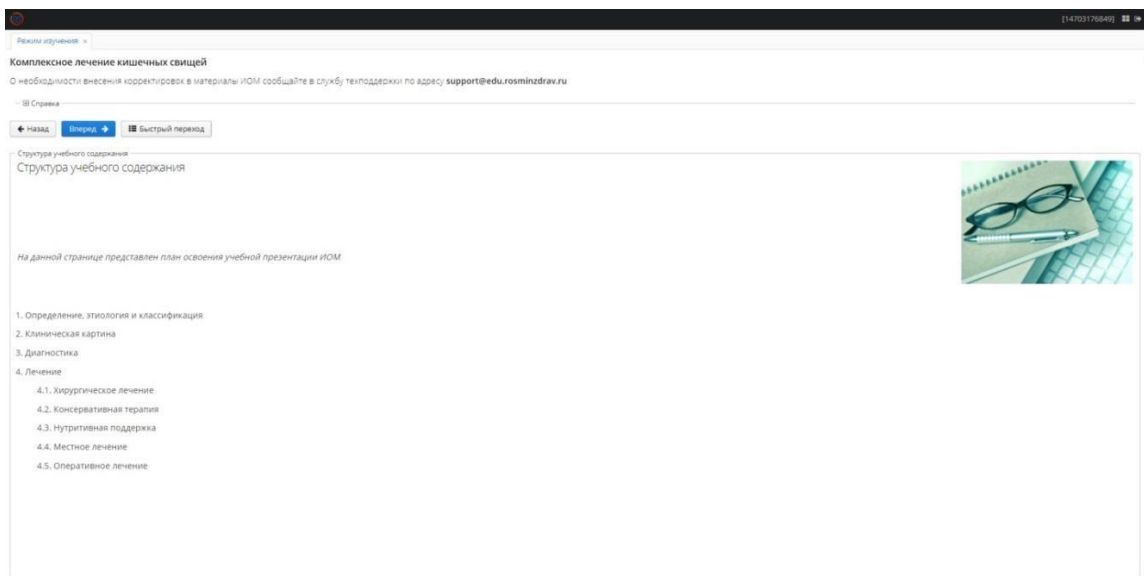 [14703176849]
Режим изучения ×
Комплексное лечение кишечных свищей
О необходимости внесения корректировок в материалы ИОМ сообщайте в службу техподдержки по адресу support@edu.rosminzdrav.ru
Справка
← Назад Вперед → Быстрый переход
Структура учебного содержания
Структура учебного содержания
На данной странице представлен план освоения учебной презентации ИОМ
1. Определение, этиология и классификация
2. Клиническая картина
3. Диагностика
4. Лечение
4.1. Хирургическое лечение
4.2. Консервативная терапия
4.3. Нутритивная поддержка
4.4. Местное лечение
4.5. Оперативное лечение